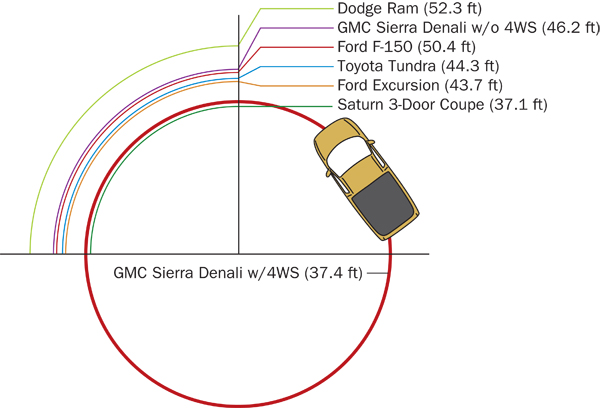 Dodge Ram (52.3 ft)
GMC Sierra Denali w/o 4WS (46.2 ft)
Ford F-150 (50.4 ft)
Toyota Tundra (44.3 ft)
Ford Excursion (43.7 ft)
Saturn 3-Door Coupe (37.1 ft)
GMC Sierra Denali w/4WS (37.4 ft)